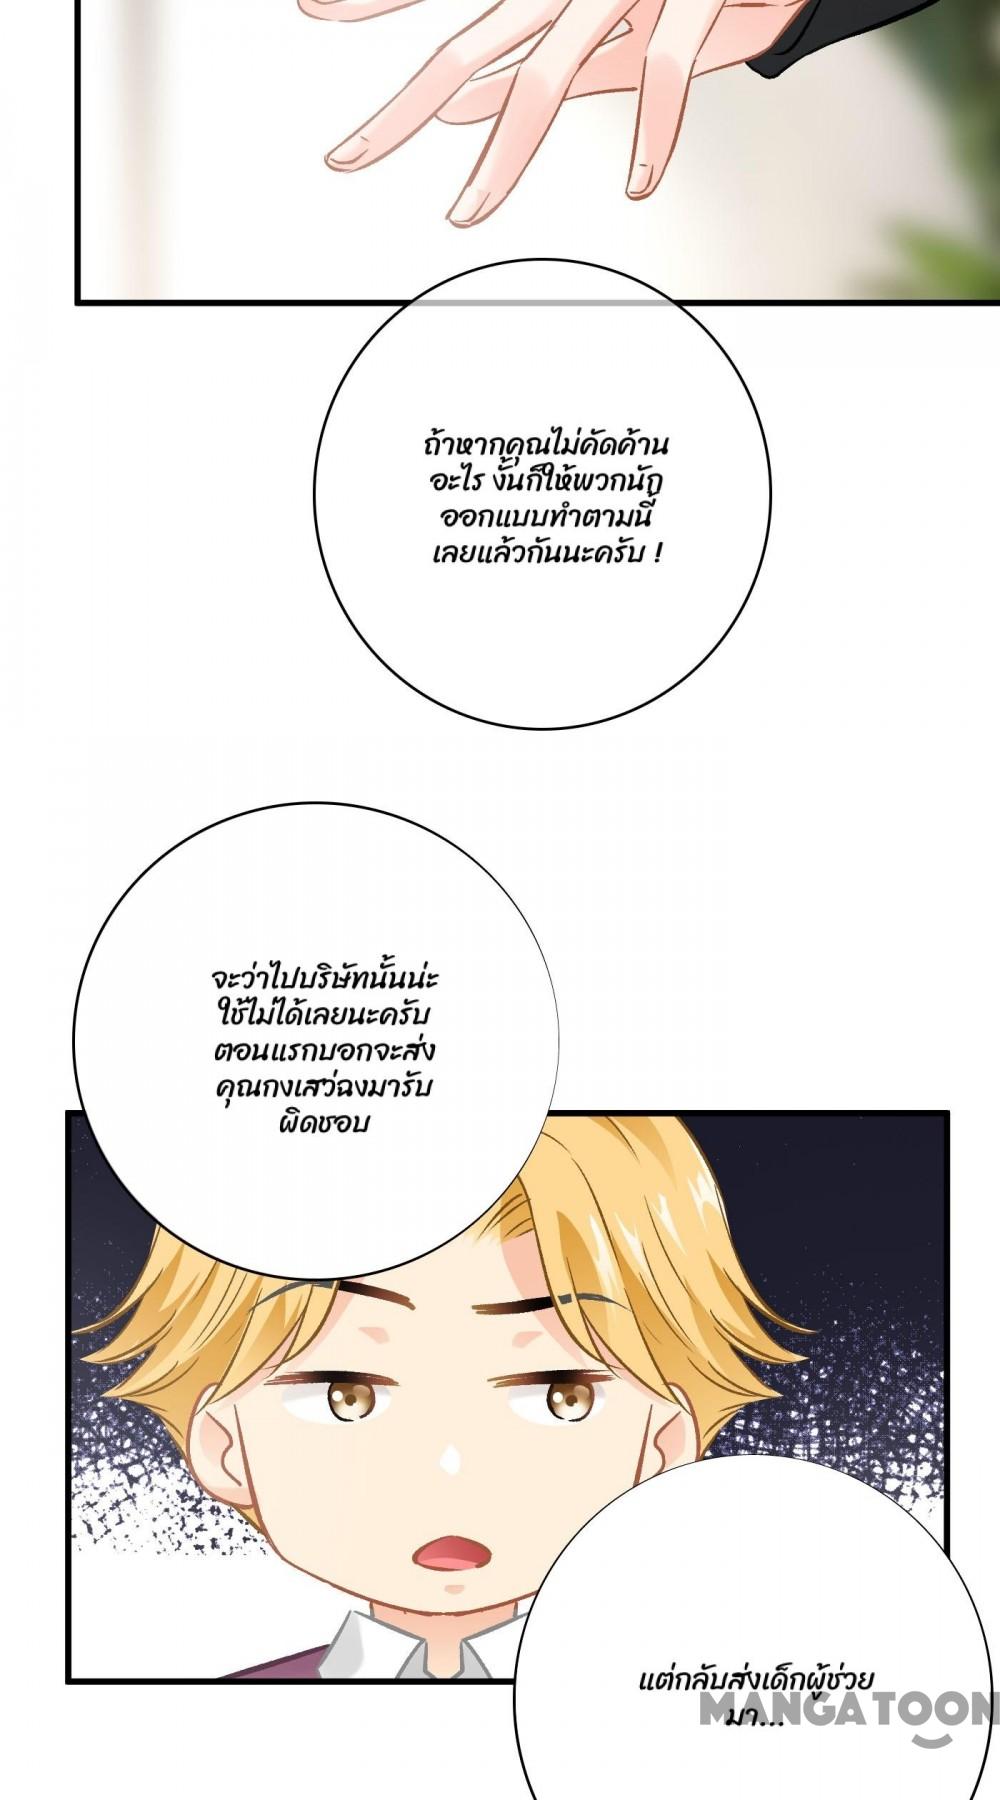 ถ้าหากคุณไม่คัดค้าน
อะไร งั้นก็ให้พวกนัก
ออกแบบทำตามนี้
เลยแล้วกันนะครับ !
จะว่าไปบริษัทนั้นน่ะ
ใช้ไม่ได้เลยนะครับ
ตอนแรกบอกจะส่ง
คุณกงเสว่ฉงมารับ
ผิดชอบ
แต่กลับส่งเด็กผู้ช่วย
มา...
MANGATOON